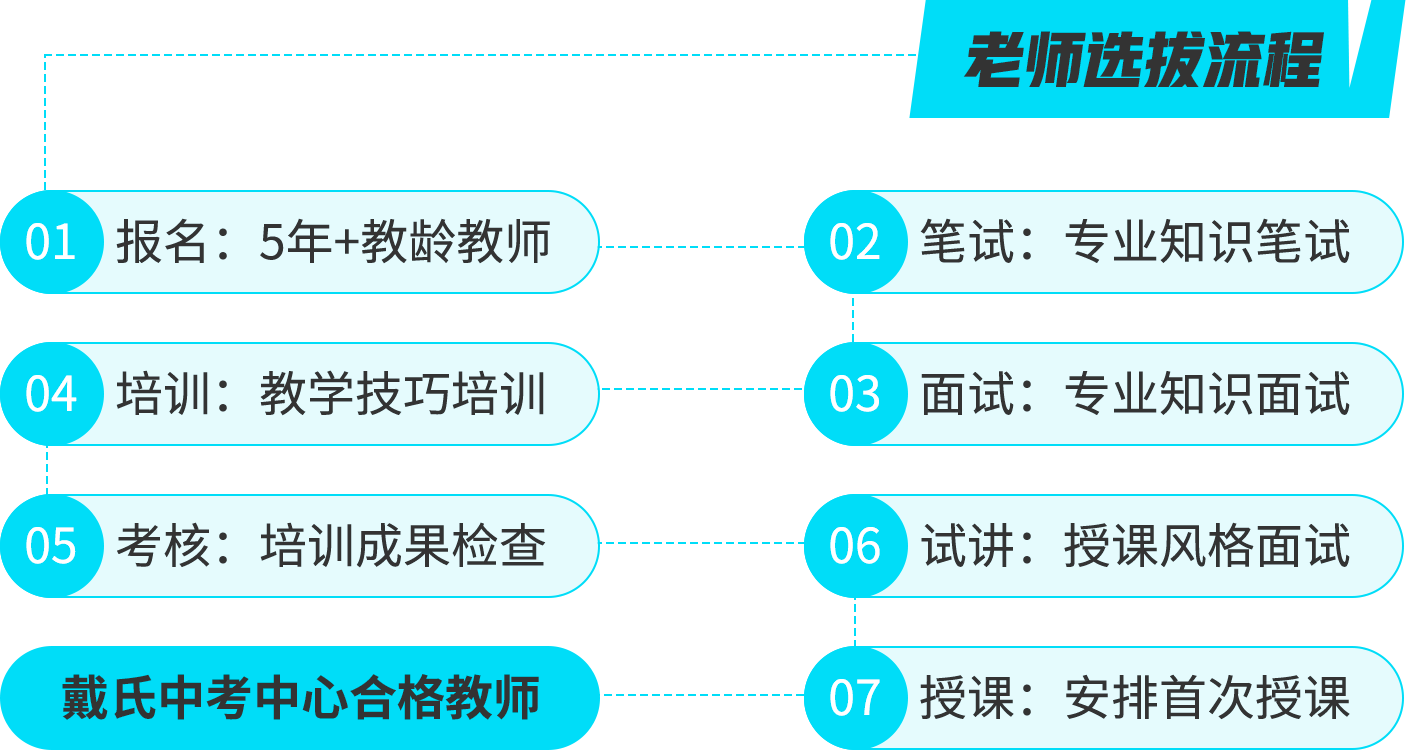 老师选拔流程
01 报名：5年+教龄教师
02 笔试：专业知识笔试
03 面试：专业知识面试
04 培训：教学技巧培训
05 考核：培训成果检查
06 试讲：授课风格面试
07 授课：安排首次授课
戴氏中考中心合格教师